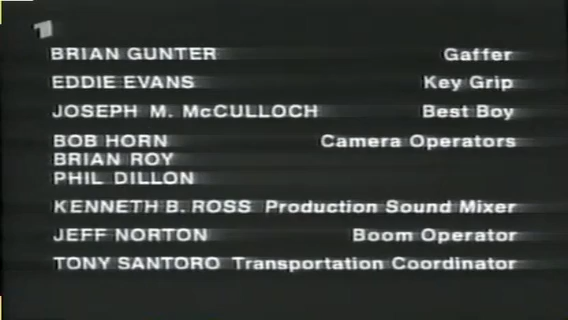 1
BRIAN GUNTER Gaffer
EDDIE EVANS Key Grip
JOSEPH M. McCULLOCH Best Boy
BOB HORN Camera Operators
BRIAN ROY
PHIL DILLON
KENNETH B. ROSS Production Sound Mixer
JEFF NORTON Boom Operator
TONY SANTORO Transportation Coordinator